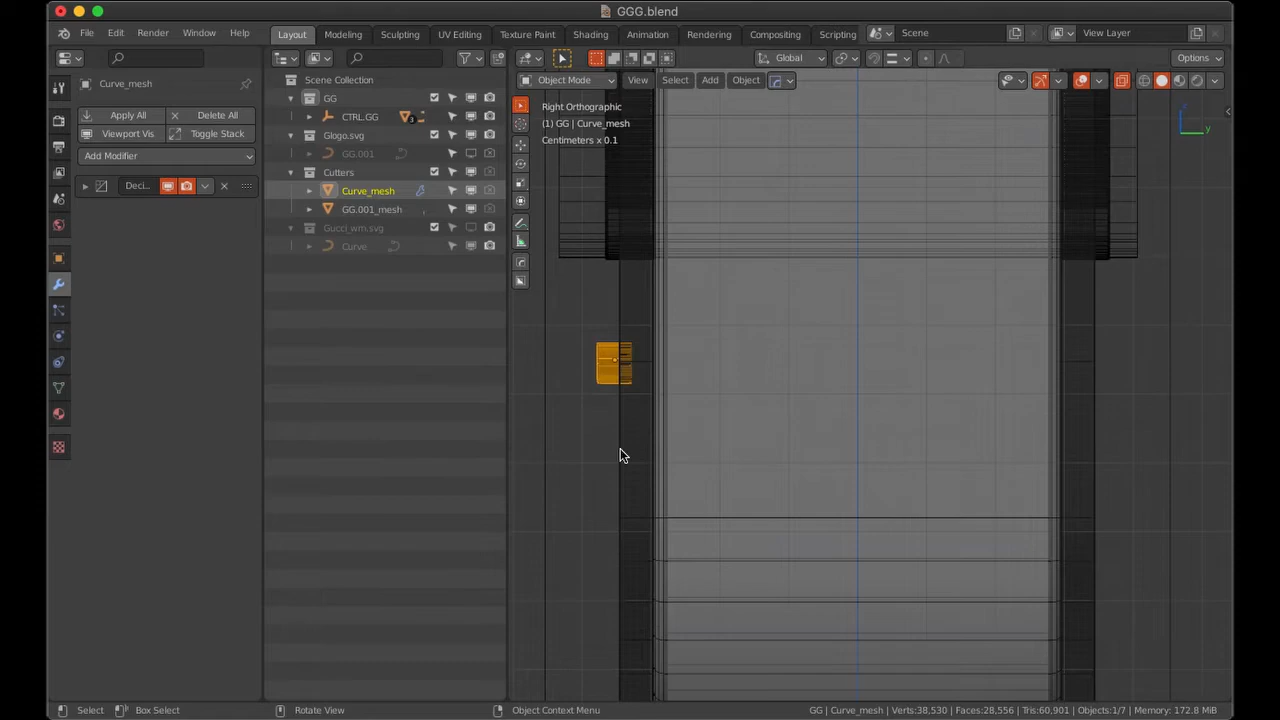 GGG.blend
File Edit Render Window Help Layout Modeling Sculpting UV Editing Texture Paint Shading Animation Rendering Compositing Scripting Scene View Layer
Global Options
Curve_mesh
Scene Collection
Object Mode View Select Add Object
GG
Right Orthographic
Apply All Delete All
CTRL.GG 3
(1) GG | Curve_mesh
Viewport Vis Toggle Stack
Glogo.svg
Centimeters x 0.1
Add Modifier
GG.001
Cutters
Deci...
Curve_mesh
GG.001_mesh
Gucci_wm.svg
Curve
z
y
Select Box Select Rotate View Object Context Menu GG | Curve_mesh | Verts:38,530 | Faces:28,556 | Tris:60,901 | Objects:1/7 | Memory: 172.8 MiB